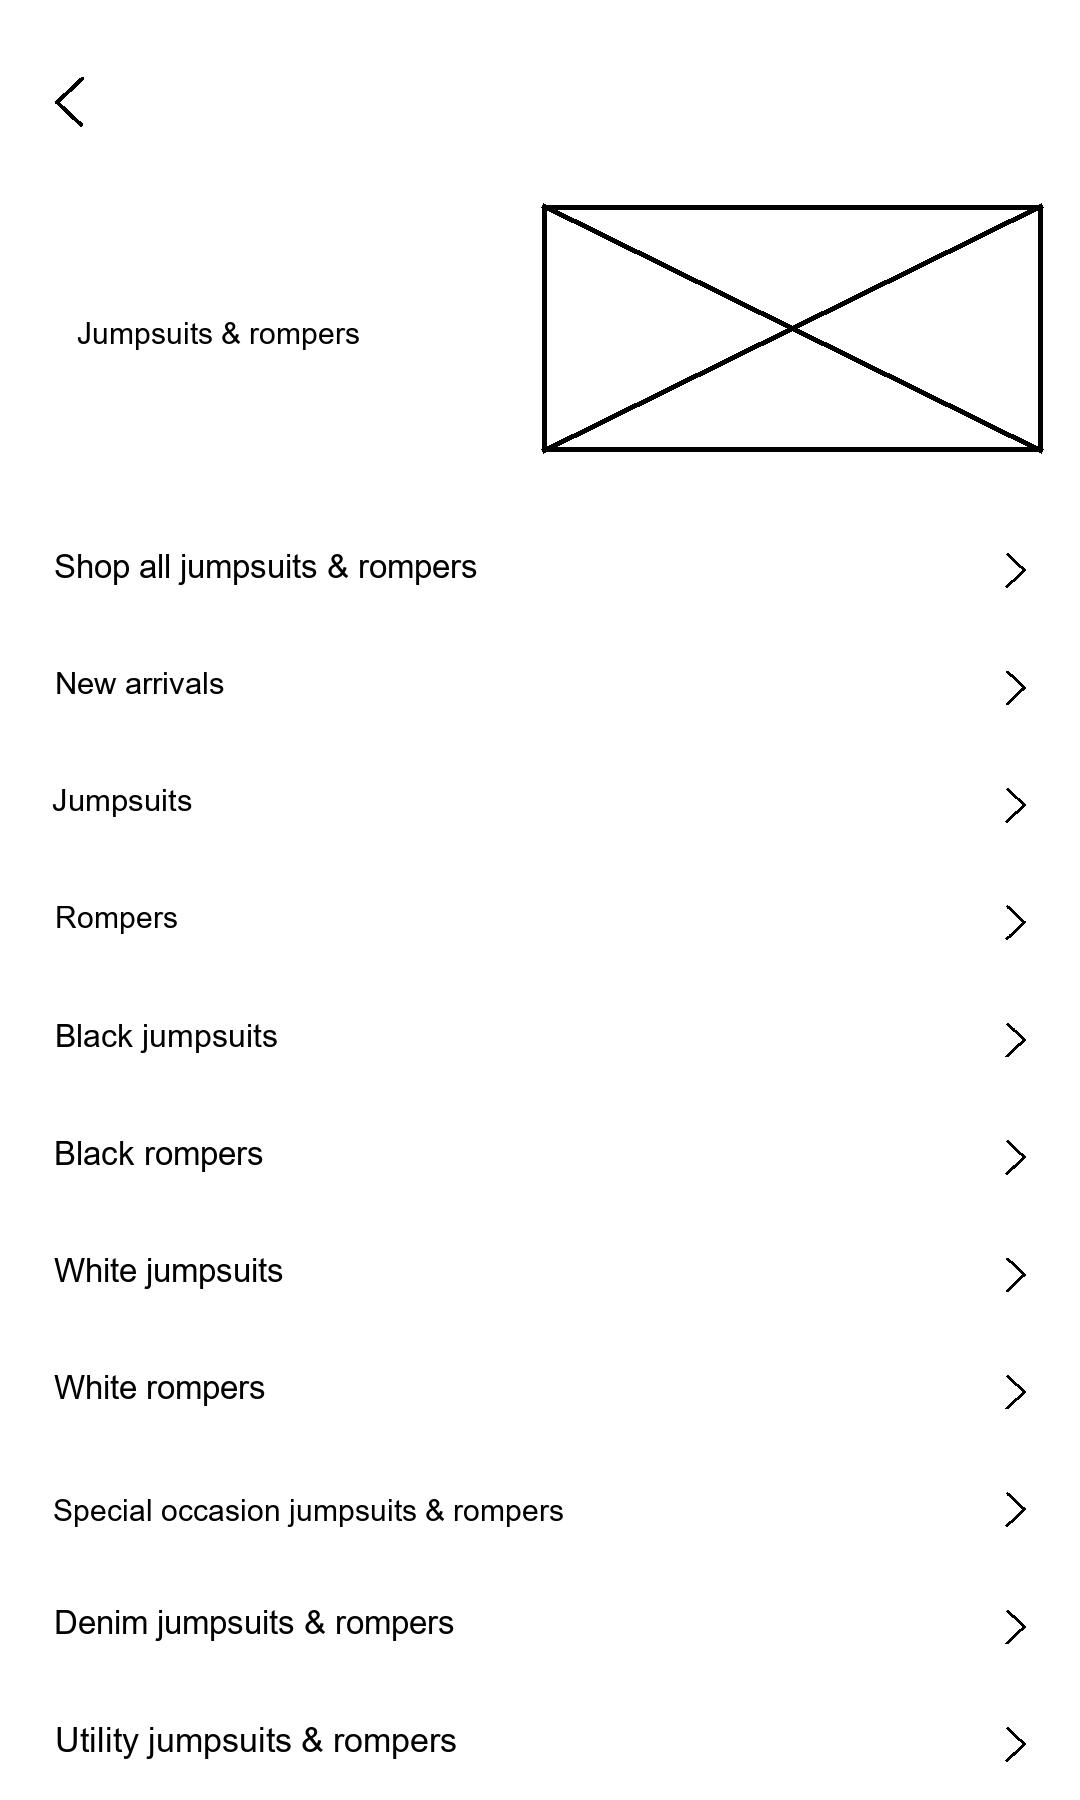 Jumpsuits & rompers
Shop all jumpsuits & rompers
New arrivals
Jumpsuits
Rompers
Black jumpsuits
Black rompers
White jumpsuits
White rompers
Special occasion jumpsuits & rompers
Denim jumpsuits & rompers
Utility jumpsuits & rompers